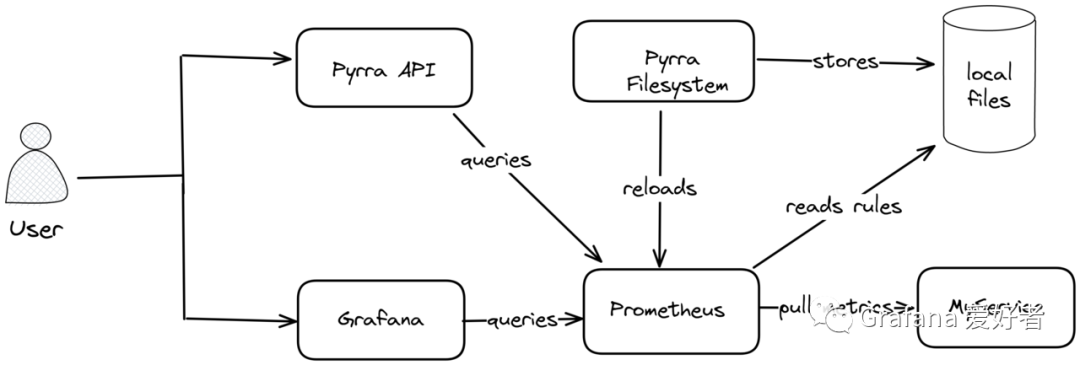 Pyrra API
Pyrra
Filesystem
stores
local
files
queries
reloads
reads rules
User
Grafana
queries
Prometheus
pull
Grafana 爱好者